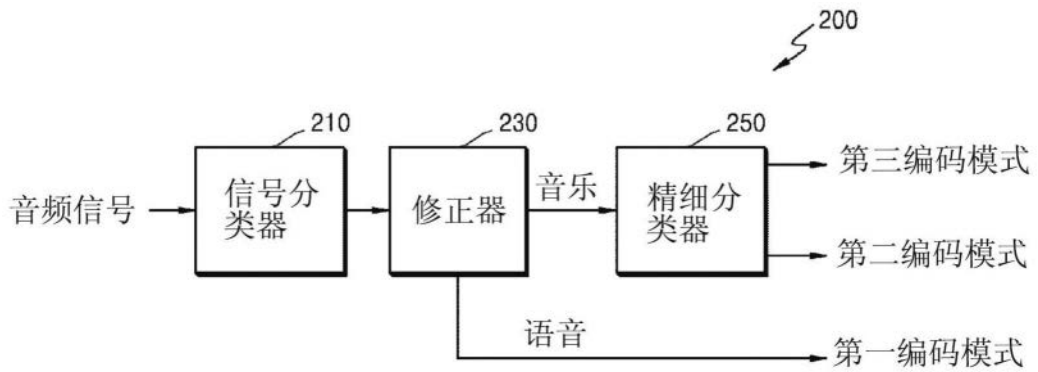 200
210
230
250
音频信号
信号分
类器
修正器
音乐
精细分
类器
第三编码模式
第二编码模式
语音
第一编码模式